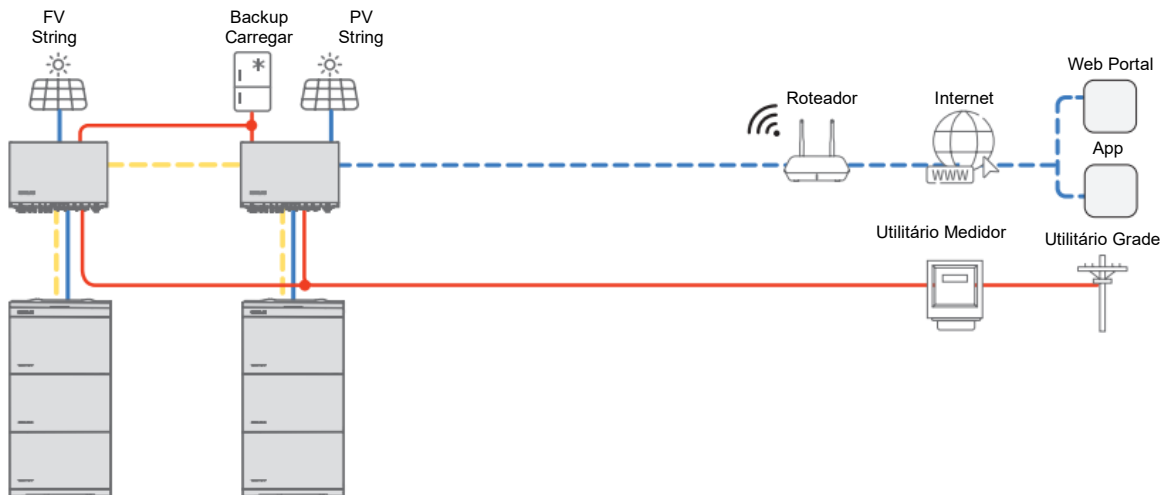 FV
String
Backup
Carregar
PV
String
Web Portal
Roteador
Internet
App
WWW
Utilitário Medidor
Utilitário Grade